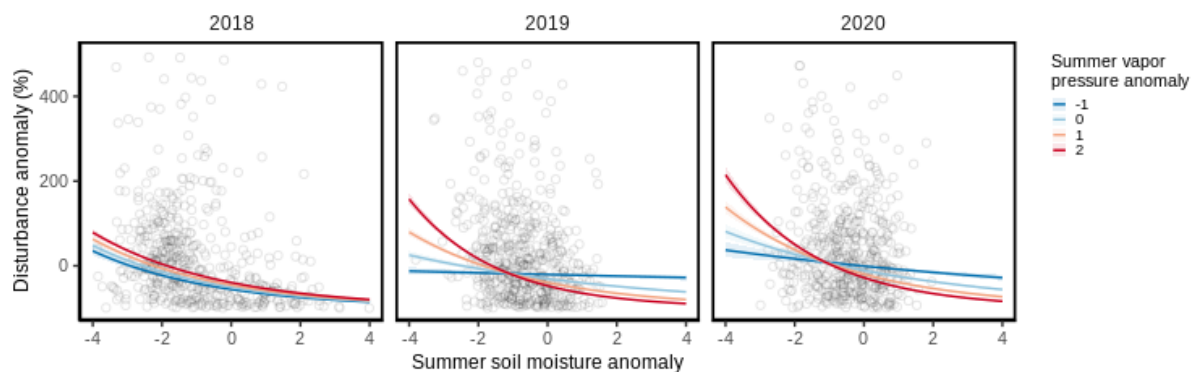 2018 2019 2020
Disturbance anomaly (%)
400
200
0
-4 -2 0 2 4 -4 -2 0 2 4 -4 -2 0 2 4
Summer soil moisture anomaly
Summer vapor
pressure anomaly
-1
0
1
2